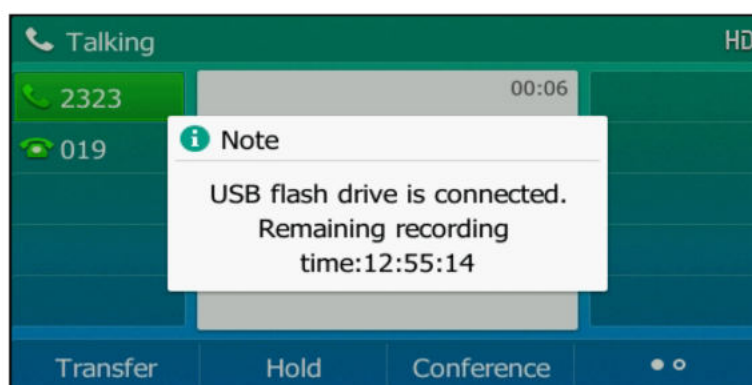 Talking
HD
2323
00:06
019
Note
USB flash drive is connected.
Remaining recording
time:12:55:14
Transfer
Hold
Conference